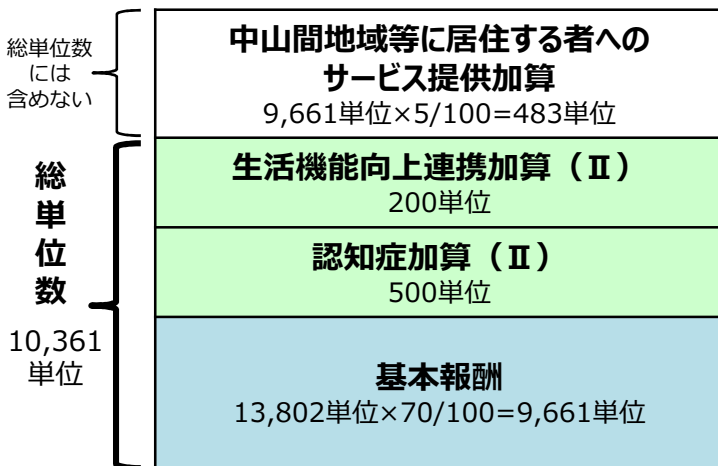 総単位数
には
含めない
中山間地域等に居住する者への
サービス提供加算
9,661単位×5/100=483単位
総
単
位
数
10,361
単位
生活機能向上連携加算（Ⅱ）
200単位
認知症加算（Ⅱ）
500単位
基本報酬
13,802単位×70/100=9,661単位